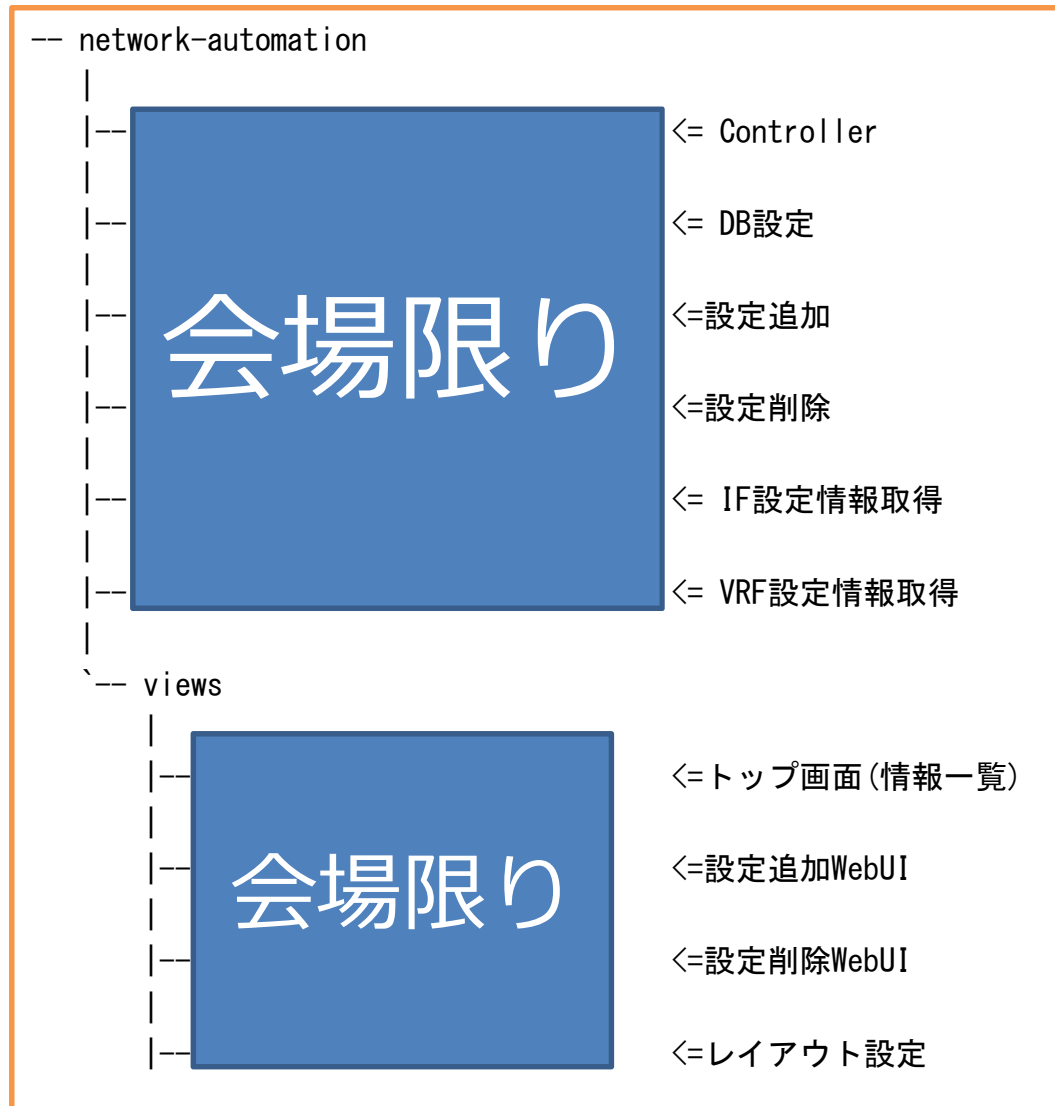 -- network-automation
|
|-- <= Controller
|
|-- <= DB設定
|
|-- <=設定追加
|
会場限り
|-- <=設定削除
|
|-- <= IF設定情報取得
|
|-- <= VRF設定情報取得
|
`-- views
|
|-- <=トップ画面(情報一覧)
|
|-- <=設定追加WebUI
会場限り
|
|-- <=設定削除WebUI
|
|-- <=レイアウト設定